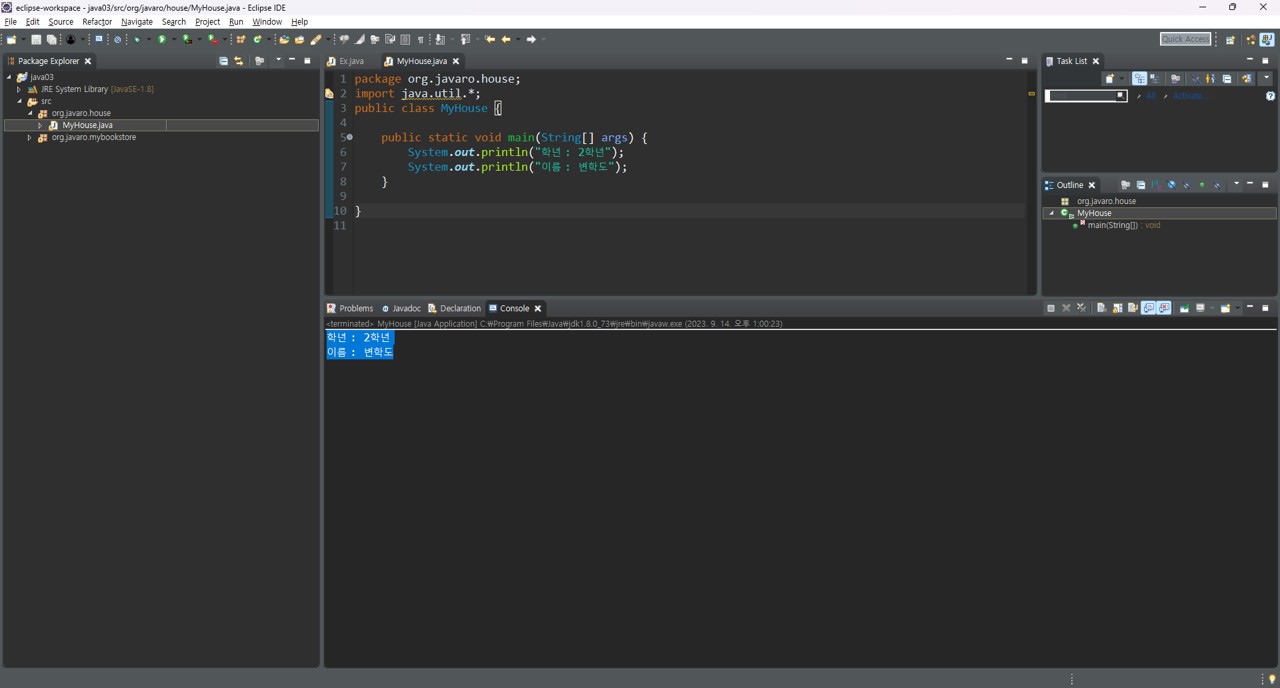 eclipse-workspace - java03/src/org/javaro/house/MyHouse.java - Eclipse IDE
File Edit Source Refactor Navigate Search Project Run Window Help
Quick Access
Package Explorer
java03
JRE System Library [JavaSE-1.8]
src
org.javaro.house
MyHouse.java
org.javaro.mybookstore
Ex.java MyHouse.java
1 package org.javaro.house;
2 import java.util.*;
3 public class MyHouse {
4
5 public static void main(String[] args) {
6 System.out.println("학년 : 2학년");
7 System.out.println("이름 : 변학도");
8 }
9
10 }
11
Task List
All Activate...
Outline
org.javaro.house
MyHouse
main(String[]) : void
Problems Javadoc Declaration Console
<terminated> MyHouse [Java Application] C:₩Program Files₩Java₩jdk1.8.0_73₩jre₩bin₩javaw.exe (2023. 9. 14. 오후 1:00:23)
학년 : 2학년
이름 : 변학도